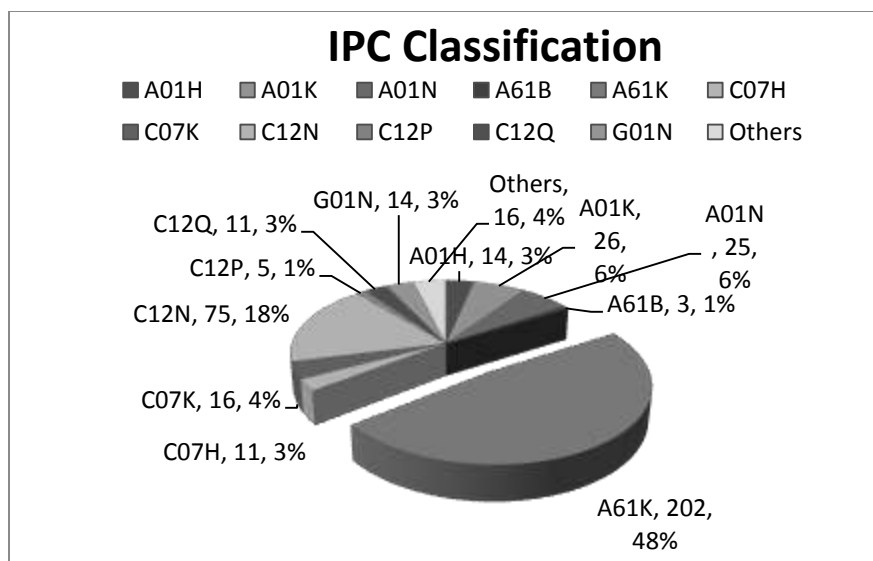 IPC Classification
A01H A01K A01N A61B A61K C07H
C07K C12N C12P C12Q G01N Others
G01N, 14, 3%
Others,
16, 4%
A01K,
26,
6%
A01N
, 25,
6%
C12Q, 11, 3%
A01H, 14, 3%
C12P, 5, 1%
A61B, 3, 1%
C12N, 75, 18%
C07K, 16, 4%
C07H, 11, 3%
A61K, 202,
48%